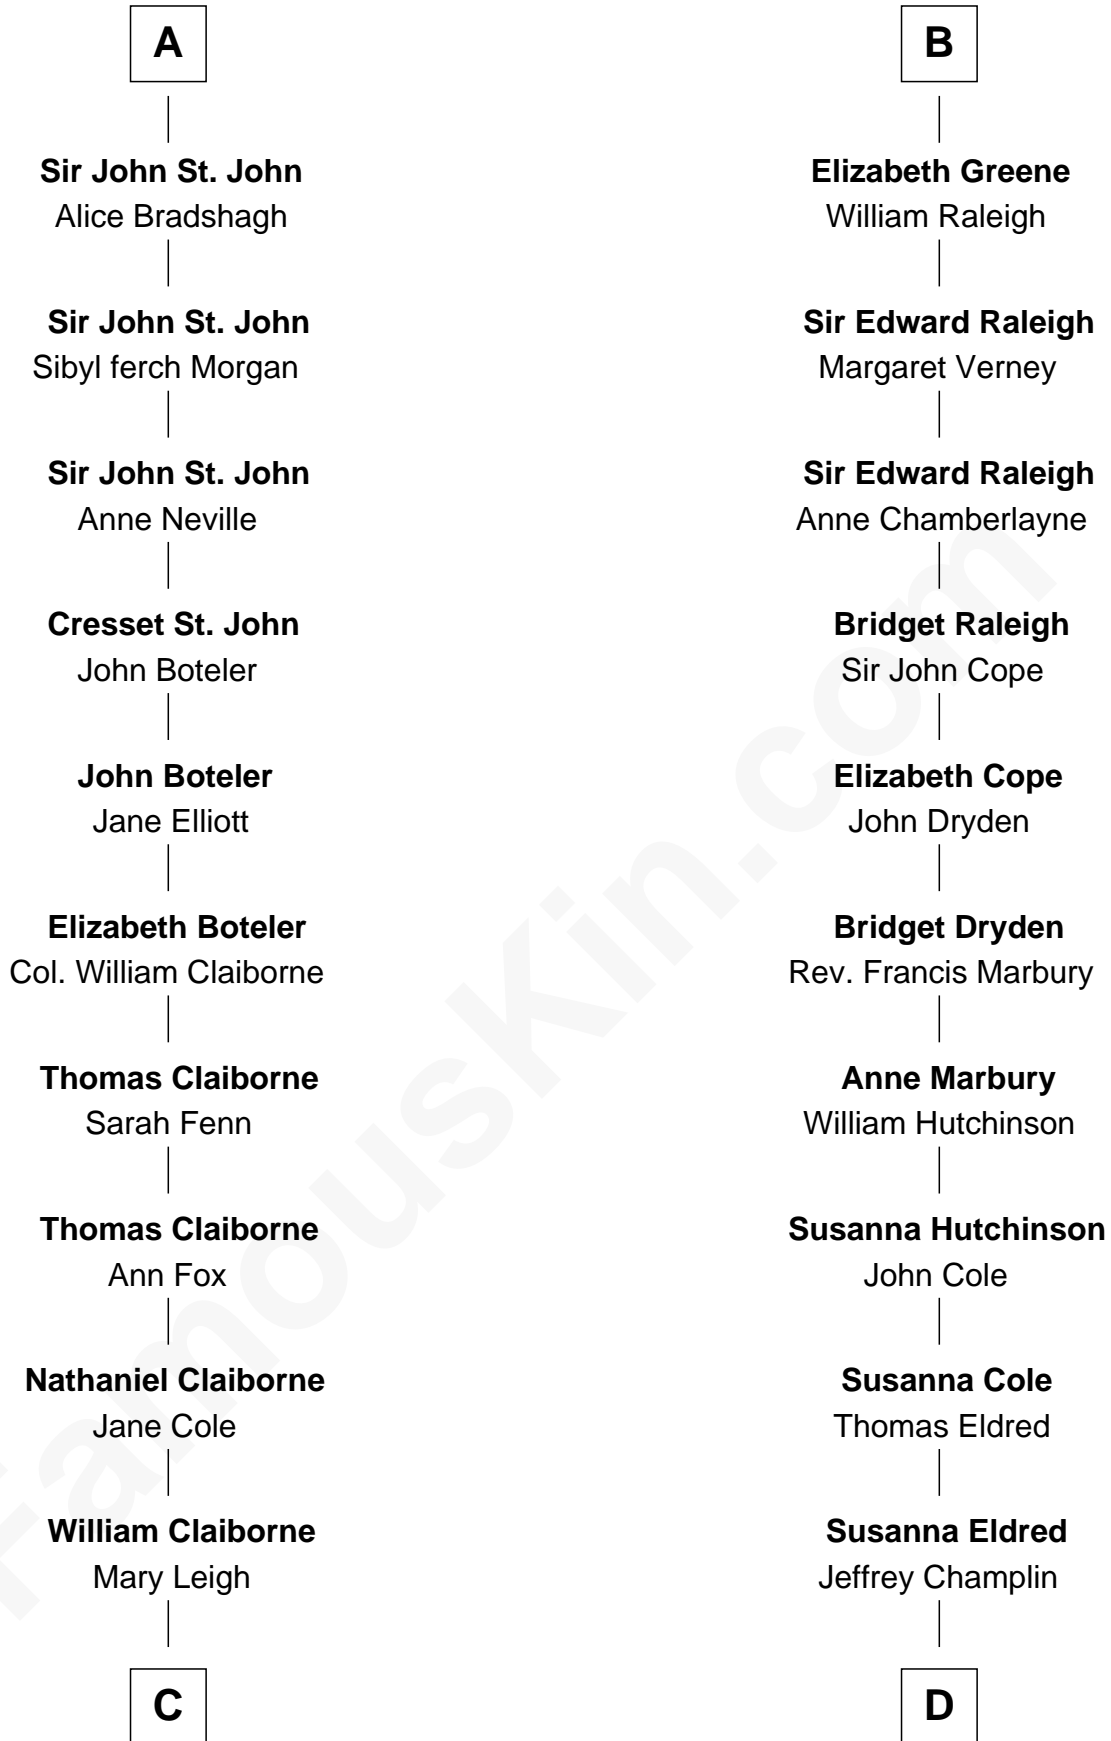 A
Sir John St. John
Alice Bradshagh
Sir John St. John
Sibyl ferch Morgan
Sir John St. John
Anne Neville
Cresset St. John
John Boteler
John Boteler
Jane Elliott
Elizabeth Boteler
Col. William Claiborne
Thomas Claiborne
Sarah Fenn
Thomas Claiborne
Ann Fox
Nathaniel Claiborne
Jane Cole
William Claiborne
Mary Leigh
C
B
Elizabeth Greene
William Raleigh
Sir Edward Raleigh
Margaret Verney
Sir Edward Raleigh
Anne Chamberlayne
Bridget Raleigh
Sir John Cope
Elizabeth Cope
John Dryden
Bridget Dryden
Rev. Francis Marbury
Anne Marbury
William Hutchinson
Susanna Hutchinson
John Cole
Susanna Cole
Thomas Eldred
Susanna Eldred
Jeffrey Champlin
D
FamousKin.com